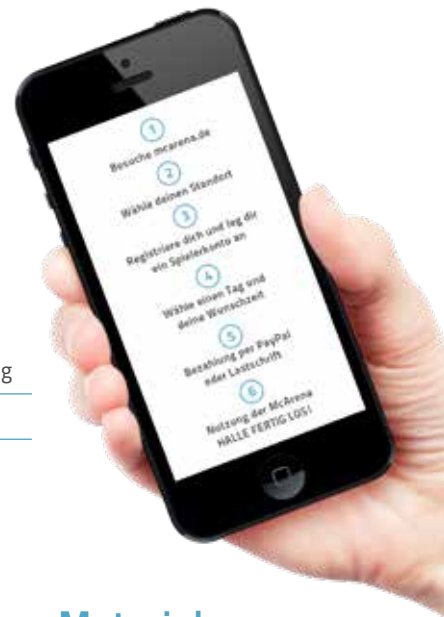 1
Besuche mcarena.de
2
Wähle deinen Standort
3
Registriere dich und leg dir
ein Spielerkonto an
4
Wähle einen Tag und
deine Wunschzeit
5
Bezahlung per PayPal
oder Lastschrift
6
Nutzung der McArena
HALLE FERTIG LOS!
g